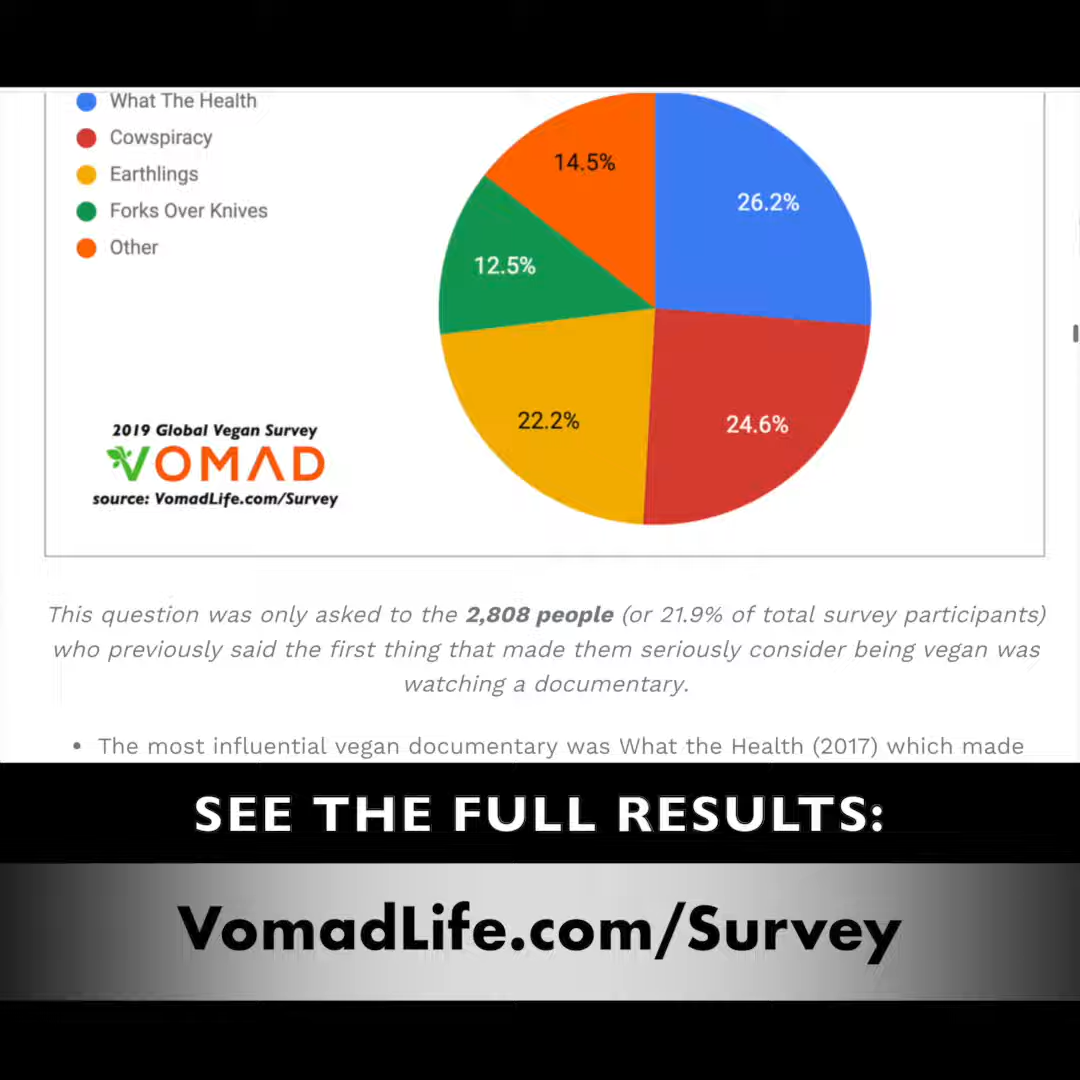 What The Health
Cowspiracy
Earthlings
Forks Over Knives
Other
14.5%
26.2%
12.5%
22.2%
24.6%
2019 Global Vegan Survey
VOMAD
source: VomadLife.com/Survey
This question was only asked to the 2,808 people (or 21.9% of total survey participants)
who previously said the first thing that made them seriously consider being vegan was
watching a documentary.
• The most influential vegan documentary was What the Health (2017) which made
SEE THE FULL RESULTS:
VomadLife.com/Survey